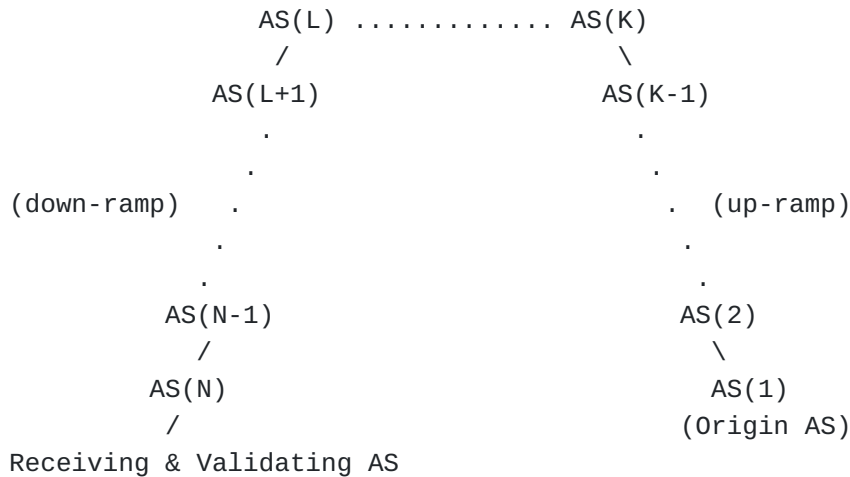 AS(L) ............. AS(K)
/ \
AS(L+1) AS(K-1)
. .
. .
(down-ramp) . . (up-ramp)
. .
. .
AS(N-1) AS(2)
/ \
AS(N) AS(1)
/ (Origin AS)
Receiving & Validating AS